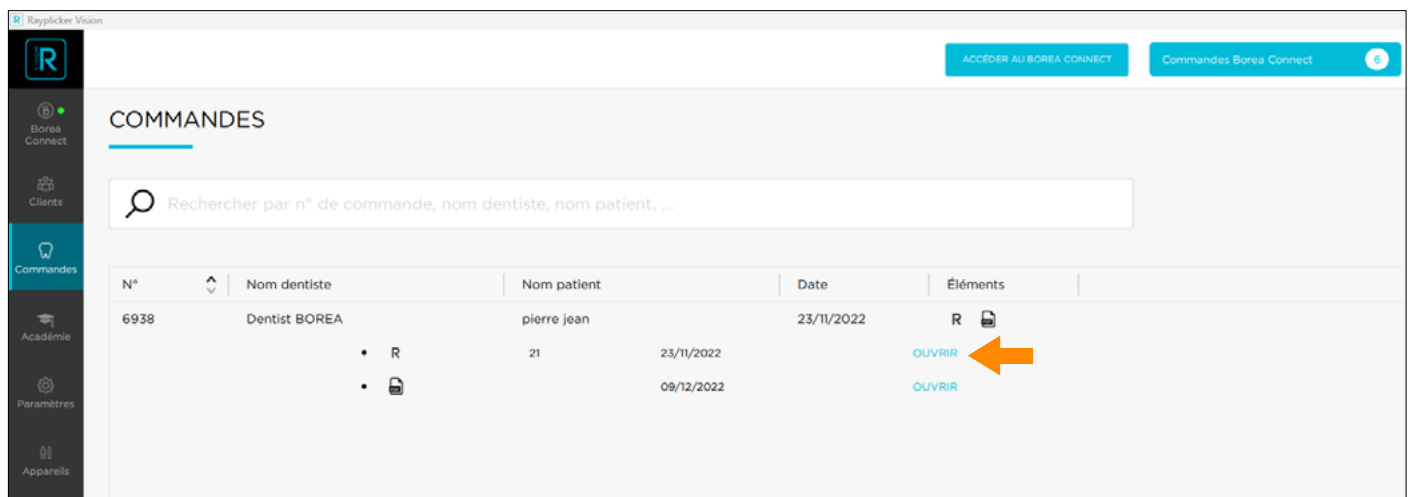 R Rayplicker Vision
VISION R
ACCÉDER AU BOREA CONNECT
Commandes Borea Connect 6
Borea
Connect
Clients
Commandes
Académie
Paramètres
Appareils
COMMANDES
Rechercher par n° de commande, nom dentiste, nom patient, ...
N° Nom dentiste Nom patient Date Éléments
6938 Dentist BOREA pierre jean 23/11/2022 R
• R 21 23/11/2022 OUVRIR
• 09/12/2022 OUVRIR